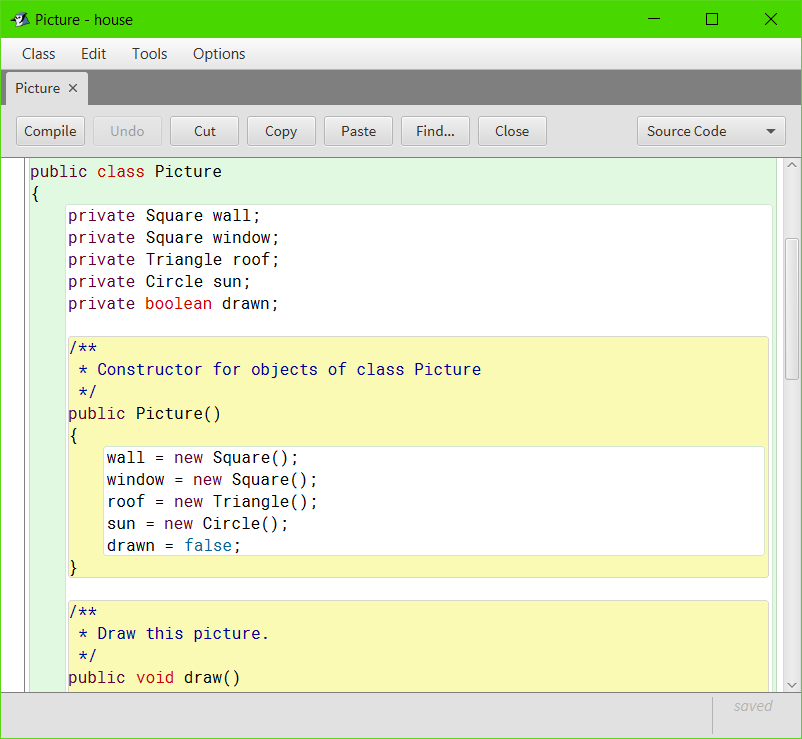 Picture - house
Class Edit Tools Options
Picture ×
Compile Undo Cut Copy Paste Find... Close Source Code
public class Picture
{
    private Square wall;
    private Square window;
    private Triangle roof;
    private Circle sun;
    private boolean drawn;

    /**
     * Constructor for objects of class Picture
     */
    public Picture()
    {
        wall = new Square();
        window = new Square();
        roof = new Triangle();
        sun = new Circle();
        drawn = false;
    }

    /**
     * Draw this picture.
     */
    public void draw()
saved